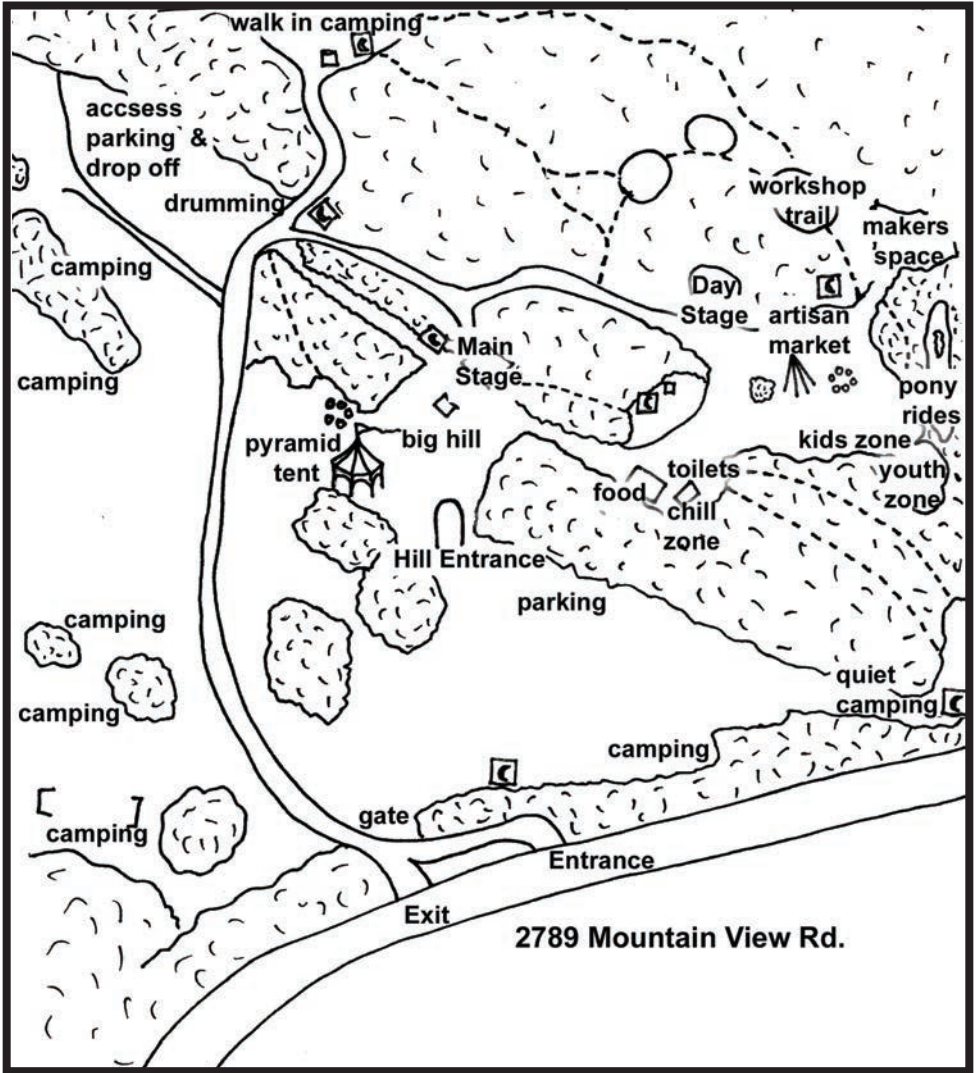 walk in camping
accsess
parking &
drop off
drumming
workshop
trail
makers
space
camping
Day
Stage
artisan
market
Main
Stage
camping
pony
rides
big hill
kids zone
pyramid
tent
toilets
youth
zone
food
chill
zone
Hill Entrance
parking
camping
quiet
camping
camping
camping
gate
camping
Entrance
Exit
2789 Mountain View Rd.